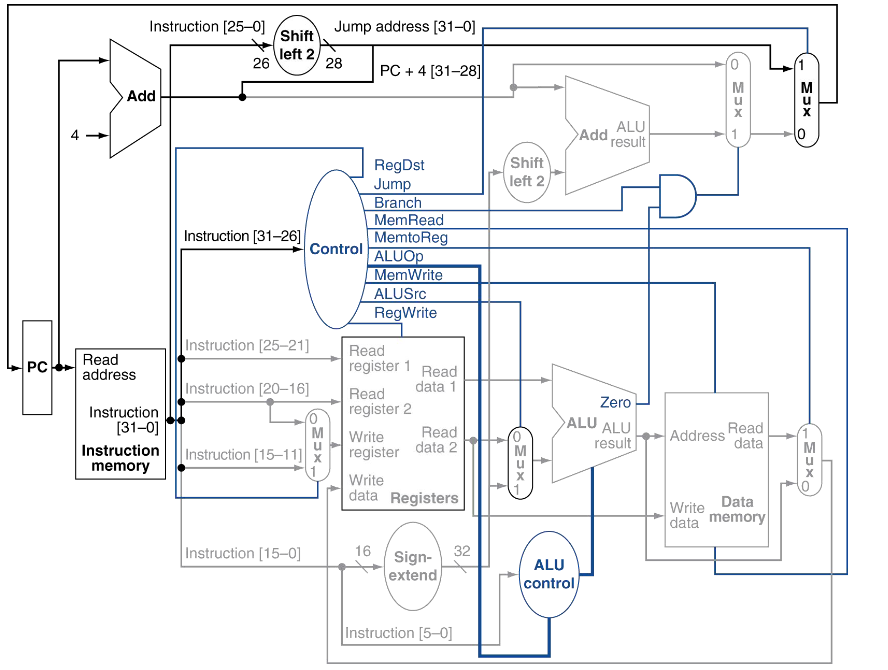 Instruction [25–0]
Shift
left 2
Jump address [31–0]
26
28
PC + 4 [31–28]
Add
4
0
M
u
x
1
1
M
u
x
0
Add
ALU
result
Shift
left 2
RegDst
Jump
Branch
MemRead
MemtoReg
ALUOp
MemWrite
ALUSrc
RegWrite
Control
Instruction [31–26]
PC
Read
address
Instruction
[31–0]
Instruction
memory
Instruction [25–21]
Instruction [20–16]
Instruction [15–11]
0
M
u
x
1
Read
register 1
Read
register 2
Write
register
Write
data
Read
data 1
Read
data 2
Registers
0
M
u
x
1
Zero
ALU
ALU
result
Address
Read
data
Write
data
Data
memory
1
M
u
x
0
Instruction [15–0]
16
Sign-
extend
32
ALU
control
Instruction [5–0]